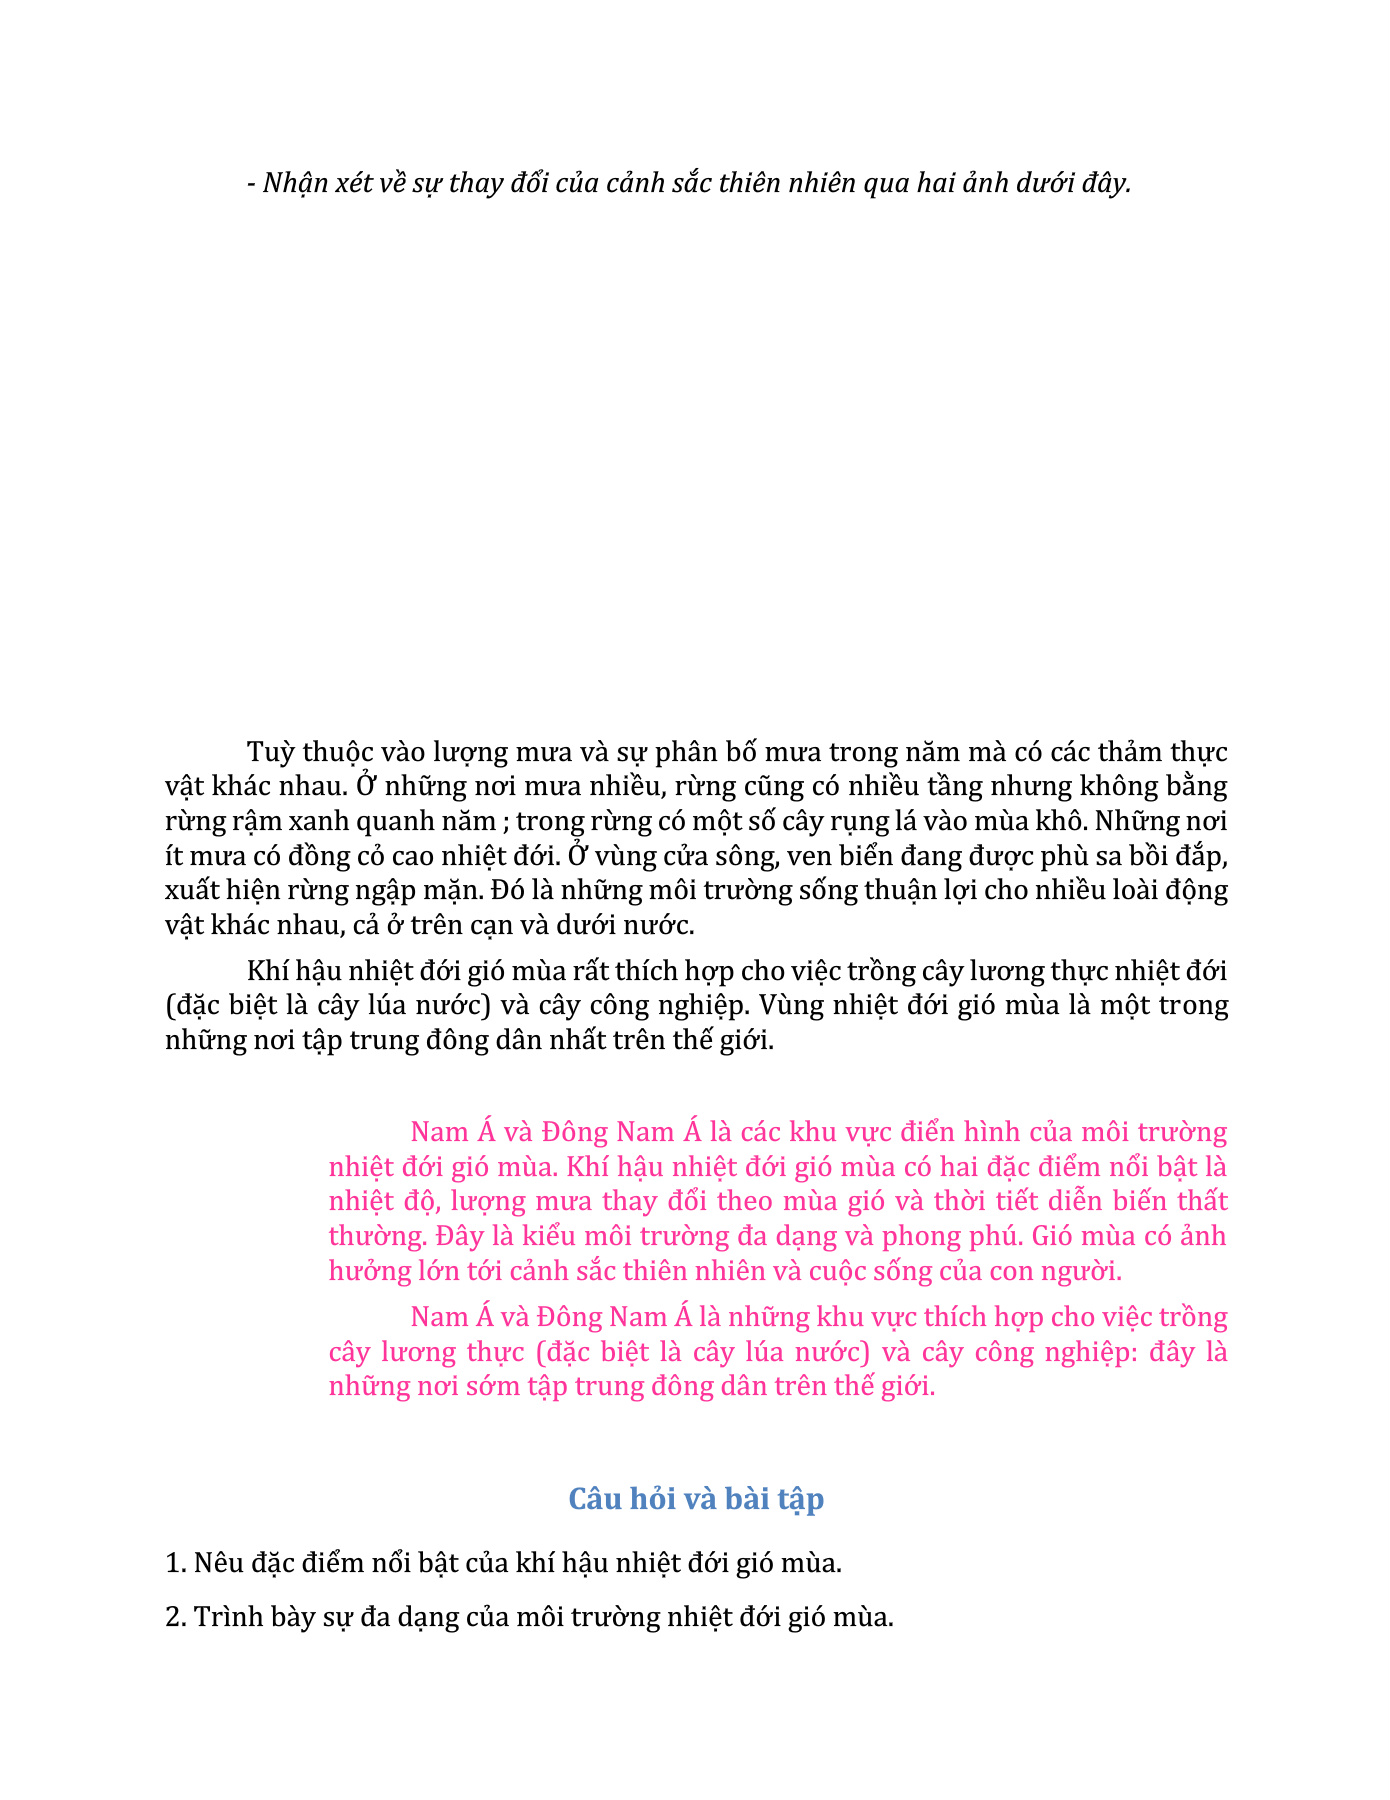 - Nhận xét về sự thay đổi của cảnh sắc thiên nhiên qua hai ảnh dưới đây.
Tuỳ thuộc vào lượng mưa và sự phân bố mưa trong năm mà có các thảm thực
vật khác nhau. Ở những nơi mưa nhiều, rừng cũng có nhiều tầng nhưng không bằng
rừng rậm xanh quanh năm ; trong rừng có một số cây rụng lá vào mùa khô. Những nơi
ít mưa có đồng cỏ cao nhiệt đới. Ở vùng cửa sông, ven biển đang được phù sa bồi đắp,
xuất hiện rừng ngập mặn. Đó là những môi trường sống thuận lợi cho nhiều loài động
vật khác nhau, cả ở trên cạn và dưới nước.
Khí hậu nhiệt đới gió mùa rất thích hợp cho việc trồng cây lương thực nhiệt đới
(đặc biệt là cây lúa nước) và cây công nghiệp. Vùng nhiệt đới gió mùa là một trong
những nơi tập trung đông dân nhất trên thế giới.
Nam Á và Đông Nam Á là các khu vực điển hình của môi trường
nhiệt đới gió mùa. Khí hậu nhiệt đới gió mùa có hai đặc điểm nổi bật là
nhiệt độ, lượng mưa thay đổi theo mùa gió và thời tiết diễn biến thất
thường. Đây là kiểu môi trường đa dạng và phong phú. Gió mùa có ảnh
hưởng lớn tới cảnh sắc thiên nhiên và cuộc sống của con người.
Nam Á và Đông Nam Á là những khu vực thích hợp cho việc trồng
cây lương thực (đặc biệt là cây lúa nước) và cây công nghiệp: đây là
những nơi sớm tập trung đông dân trên thế giới.
Câu hỏi và bài tập
1. Nêu đặc điểm nổi bật của khí hậu nhiệt đới gió mùa.
2. Trình bày sự đa dạng của môi trường nhiệt đới gió mùa.